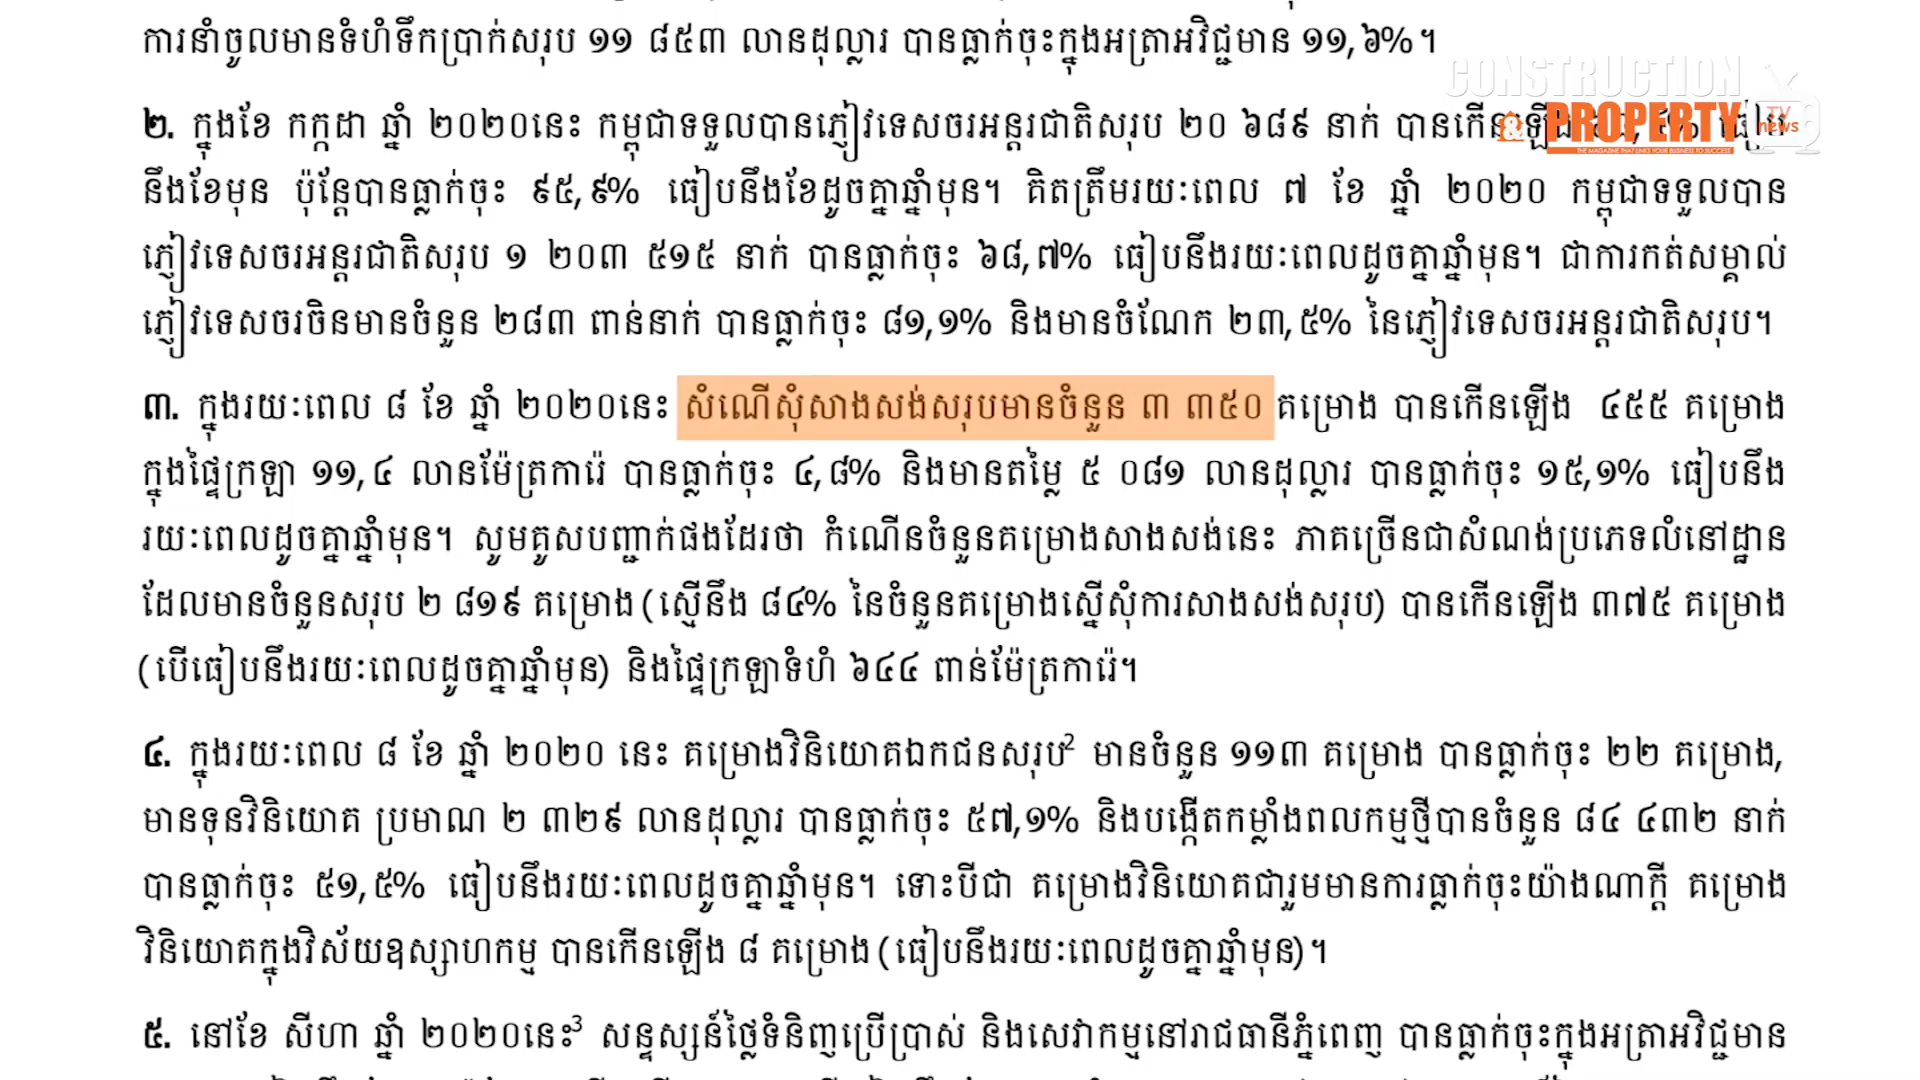 ការនាំចូលមានទំហំទឹកប្រាក់សរុប ១១ ៨៥៣ លានដុល្លារ បានធ្លាក់ចុះក្នុងអត្រាអវិជ្ជមាន ១១,៦%។
CONSTRUCTION
& PROPERTY TV news
THE MAGAZINE THAT LINKS YOUR BUSINESS TO SUCCESS
២. ក្នុងខែ កក្កដា ឆ្នាំ ២០២០នេះ កម្ពុជាទទួលបានភ្ញៀវទេសចរអន្តរជាតិសរុប ២០ ៦៨៩ នាក់ បានកើនឡើង ធៀប
នឹងខែមុន ប៉ុន្តែបានធ្លាក់ចុះ ៩៥,៩% ធៀបនឹងខែដូចគ្នាឆ្នាំមុន។ គិតត្រឹមរយៈពេល ៧ ខែ ឆ្នាំ ២០២០ កម្ពុជាទទួលបាន
ភ្ញៀវទេសចរអន្តរជាតិសរុប ១ ២០៣ ៥១៥ នាក់ បានធ្លាក់ចុះ ៦៨,៧% ធៀបនឹងរយៈពេលដូចគ្នាឆ្នាំមុន។ ជាការកត់សម្គាល់
ភ្ញៀវទេសចរចិនមានចំនួន ២៨៣ ពាន់នាក់ បានធ្លាក់ចុះ ៨១,១% និងមានចំណែក ២៣,៥% នៃភ្ញៀវទេសចរអន្តរជាតិសរុប។
៣. ក្នុងរយៈពេល ៨ ខែ ឆ្នាំ ២០២០នេះ សំណើសុំសាងសង់សរុបមានចំនួន ៣ ៣៥០ គម្រោង បានកើនឡើង ៤៥៥ គម្រោង
ក្នុងផ្ទៃក្រឡា ១១,៤ លានម៉ែត្រការ៉េ បានធ្លាក់ចុះ ៤,៨% និងមានតម្លៃ ៥ ០៨១ លានដុល្លារ បានធ្លាក់ចុះ ១៥,១% ធៀបនឹង
រយៈពេលដូចគ្នាឆ្នាំមុន។ សូមគូសបញ្ជាក់ផងដែរថា កំណើនចំនួនគម្រោងសាងសង់នេះ ភាគច្រើនជាសំណង់ប្រភេទលំនៅដ្ឋាន
ដែលមានចំនួនសរុប ២ ៨១៩ គម្រោង (ស្មើនឹង ៨៤% នៃចំនួនគម្រោងស្នើសុំការសាងសង់សរុប) បានកើនឡើង ៣៧៥ គម្រោង
(បើធៀបនឹងរយៈពេលដូចគ្នាឆ្នាំមុន) និងផ្ទៃក្រឡាទំហំ ៦៤៤ ពាន់ម៉ែត្រការ៉េ។
៤. ក្នុងរយៈពេល ៨ ខែ ឆ្នាំ ២០២០ នេះ គម្រោងវិនិយោគឯកជនសរុប² មានចំនួន ១១៣ គម្រោង បានធ្លាក់ចុះ ២២ គម្រោង,
មានទុនវិនិយោគ ប្រមាណ ២ ៣២៩ លានដុល្លារ បានធ្លាក់ចុះ ៥៧,១% និងបង្កើតកម្លាំងពលកម្មថ្មីបានចំនួន ៨៤ ៤៣២ នាក់
បានធ្លាក់ចុះ ៥១,៥% ធៀបនឹងរយៈពេលដូចគ្នាឆ្នាំមុន។ ទោះបីជា គម្រោងវិនិយោគជារួមមានការធ្លាក់ចុះយ៉ាងណាក្តី គម្រោង
វិនិយោគក្នុងវិស័យឧស្សាហកម្ម បានកើនឡើង ៨ គម្រោង (ធៀបនឹងរយៈពេលដូចគ្នាឆ្នាំមុន)។
៥. នៅខែ សីហា ឆ្នាំ ២០២០នេះ³ សន្ទស្សន៍ថ្លៃទំនិញប្រើប្រាស់ និងសេវាកម្មនៅរាជធានីភ្នំពេញ បានធ្លាក់ចុះក្នុងអត្រាអវិជ្ជមាន